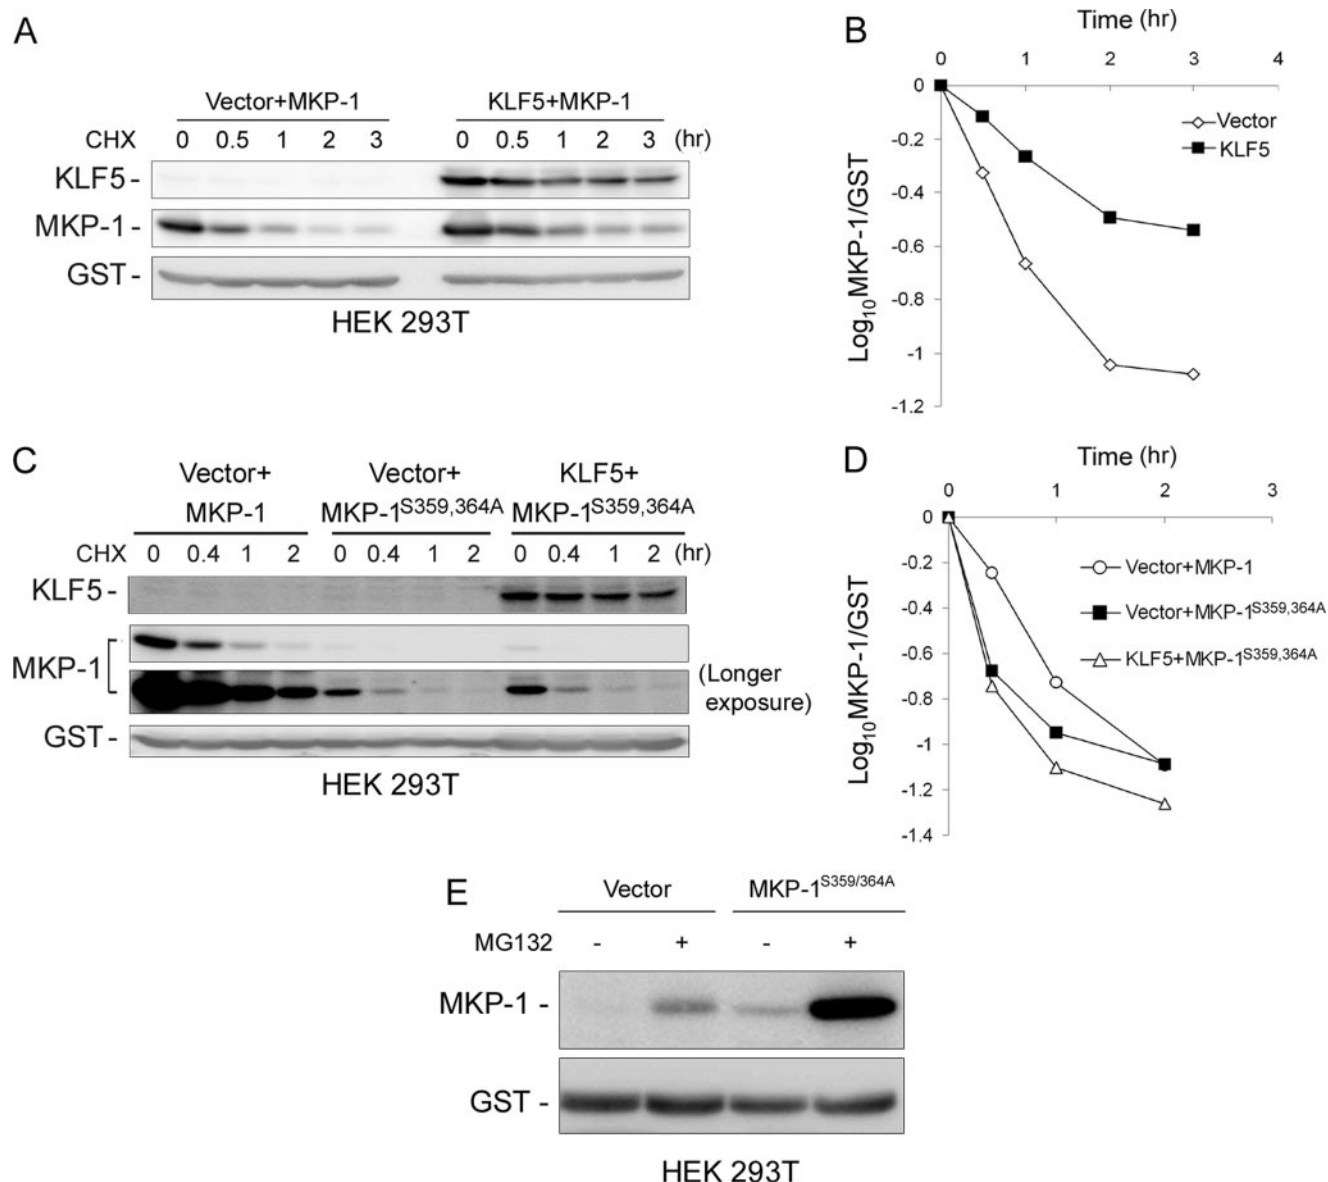 A
Vector+MKP-1 KLF5+MKP-1
CHX 0 0.5 1 2 3 0 0.5 1 2 3 (hr)
KLF5 -
MKP-1 -
GST -
HEK 293T
B
Time (hr)
0 1 2 3 4
0
-0.2
-0.4
-0.6
-0.8
-1
-1.2
Log10MKP-1/GST
Vector
KLF5
C
Vector+ Vector+ KLF5+
MKP-1 MKP-1S359,364A MKP-1S359,364A
CHX 0 0.4 1 2 0 0.4 1 2 0 0.4 1 2 (hr)
KLF5 -
MKP-1
(Longer
exposure)
GST -
HEK 293T
D
Time (hr)
0 1 2 3
0
-0.2
-0.4
-0.6
-0.8
-1
-1.2
-1.4
Log10MKP-1/GST
Vector+MKP-1
Vector+MKP-1S359,364A
KLF5+MKP-1S359,364A
E
Vector MKP-1S359/364A
MG132 - + - +
MKP-1 -
GST -
HEK 293T